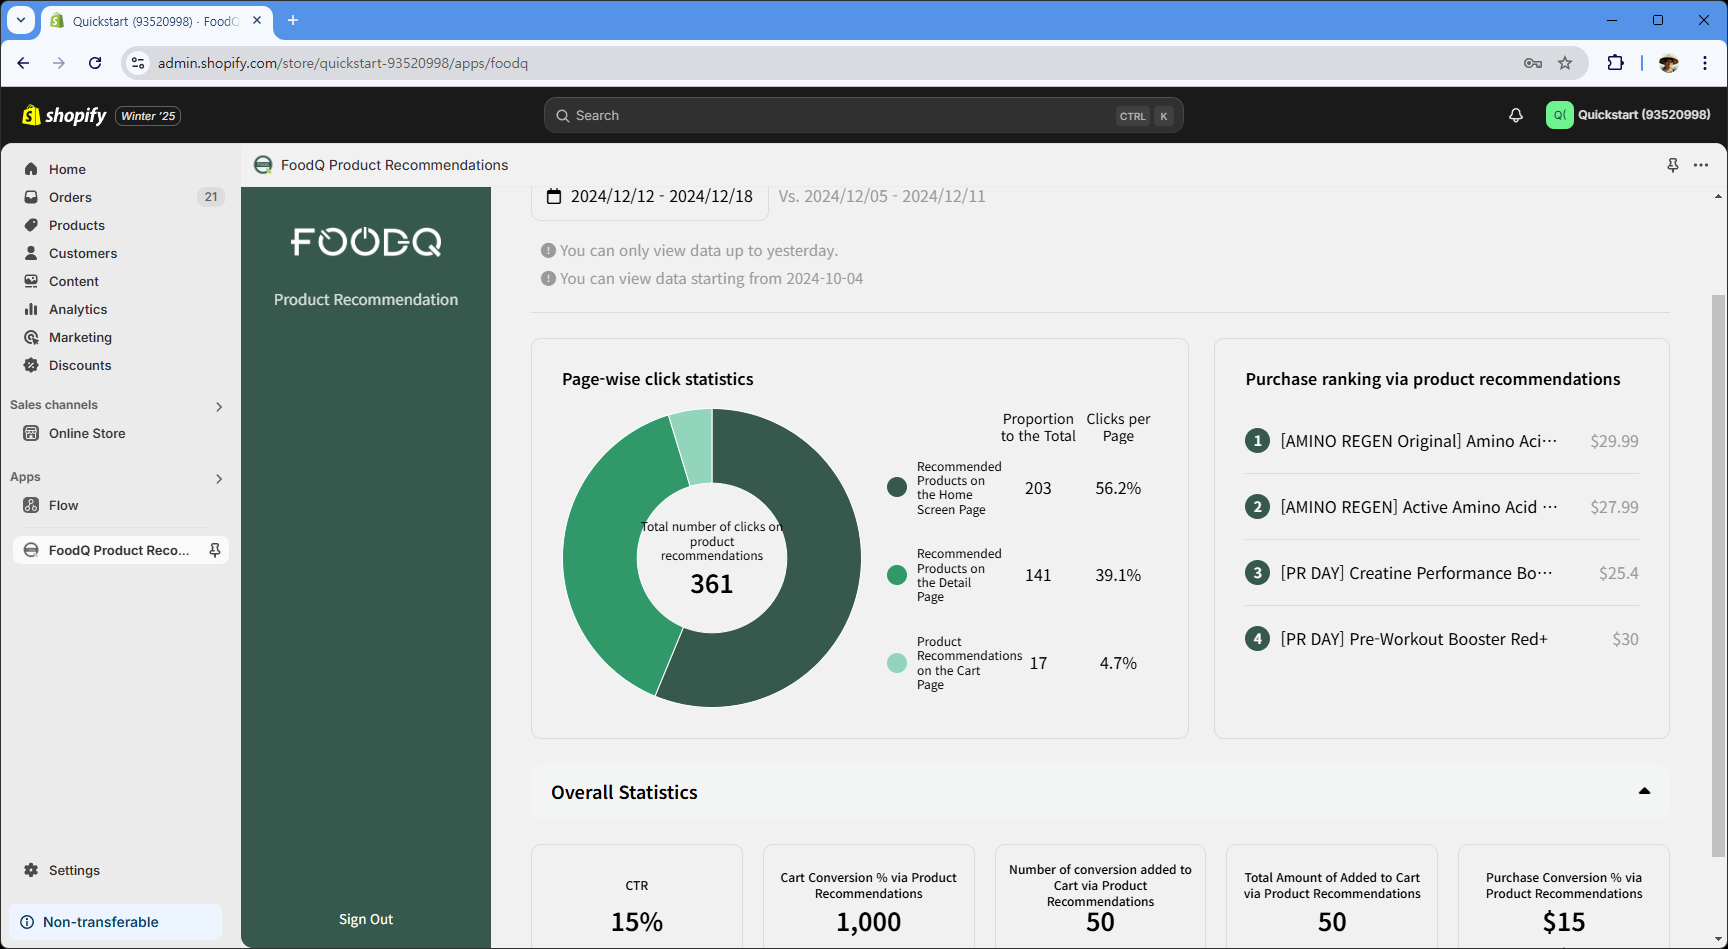 Quickstart (93520998) · FoodQ
admin.shopify.com/store/quickstart-93520998/apps/foodq
shopify
Winter '25
Search
CTRL K
Q(
Quickstart (93520998)
Home
Orders
21
Products
Customers
Content
Analytics
Marketing
Discounts
Sales channels
Online Store
Apps
Flow
FoodQ Product Reco...
Settings
Non-transferable
FoodQ Product Recommendations
FOODQ
Product Recommendation
Sign Out
2024/12/12 - 2024/12/18
Vs. 2024/12/05 - 2024/12/11
You can only view data up to yesterday.
You can view data starting from 2024-10-04
Page-wise click statistics
Total number of clicks on
product
recommendations
361
Proportion
to the Total
Clicks per
Page
Recommended
Products on
the Home
Screen Page
203
56.2%
Recommended
Products on
the Detail
Page
141
39.1%
Product
Recommendations
on the Cart
Page
17
4.7%
Purchase ranking via product recommendations
1 [AMINO REGEN Original] Amino Aci··· $29.99
2 [AMINO REGEN] Active Amino Acid ··· $27.99
3 [PR DAY] Creatine Performance Bo··· $25.4
4 [PR DAY] Pre-Workout Booster Red+ $30
Overall Statistics
CTR
15%
Cart Conversion % via Product
Recommendations
1,000
Number of conversion added to
Cart via Product
Recommendations
50
Total Amount of Added to Cart
via Product Recommendations
50
Purchase Conversion % via
Product Recommendations
$15